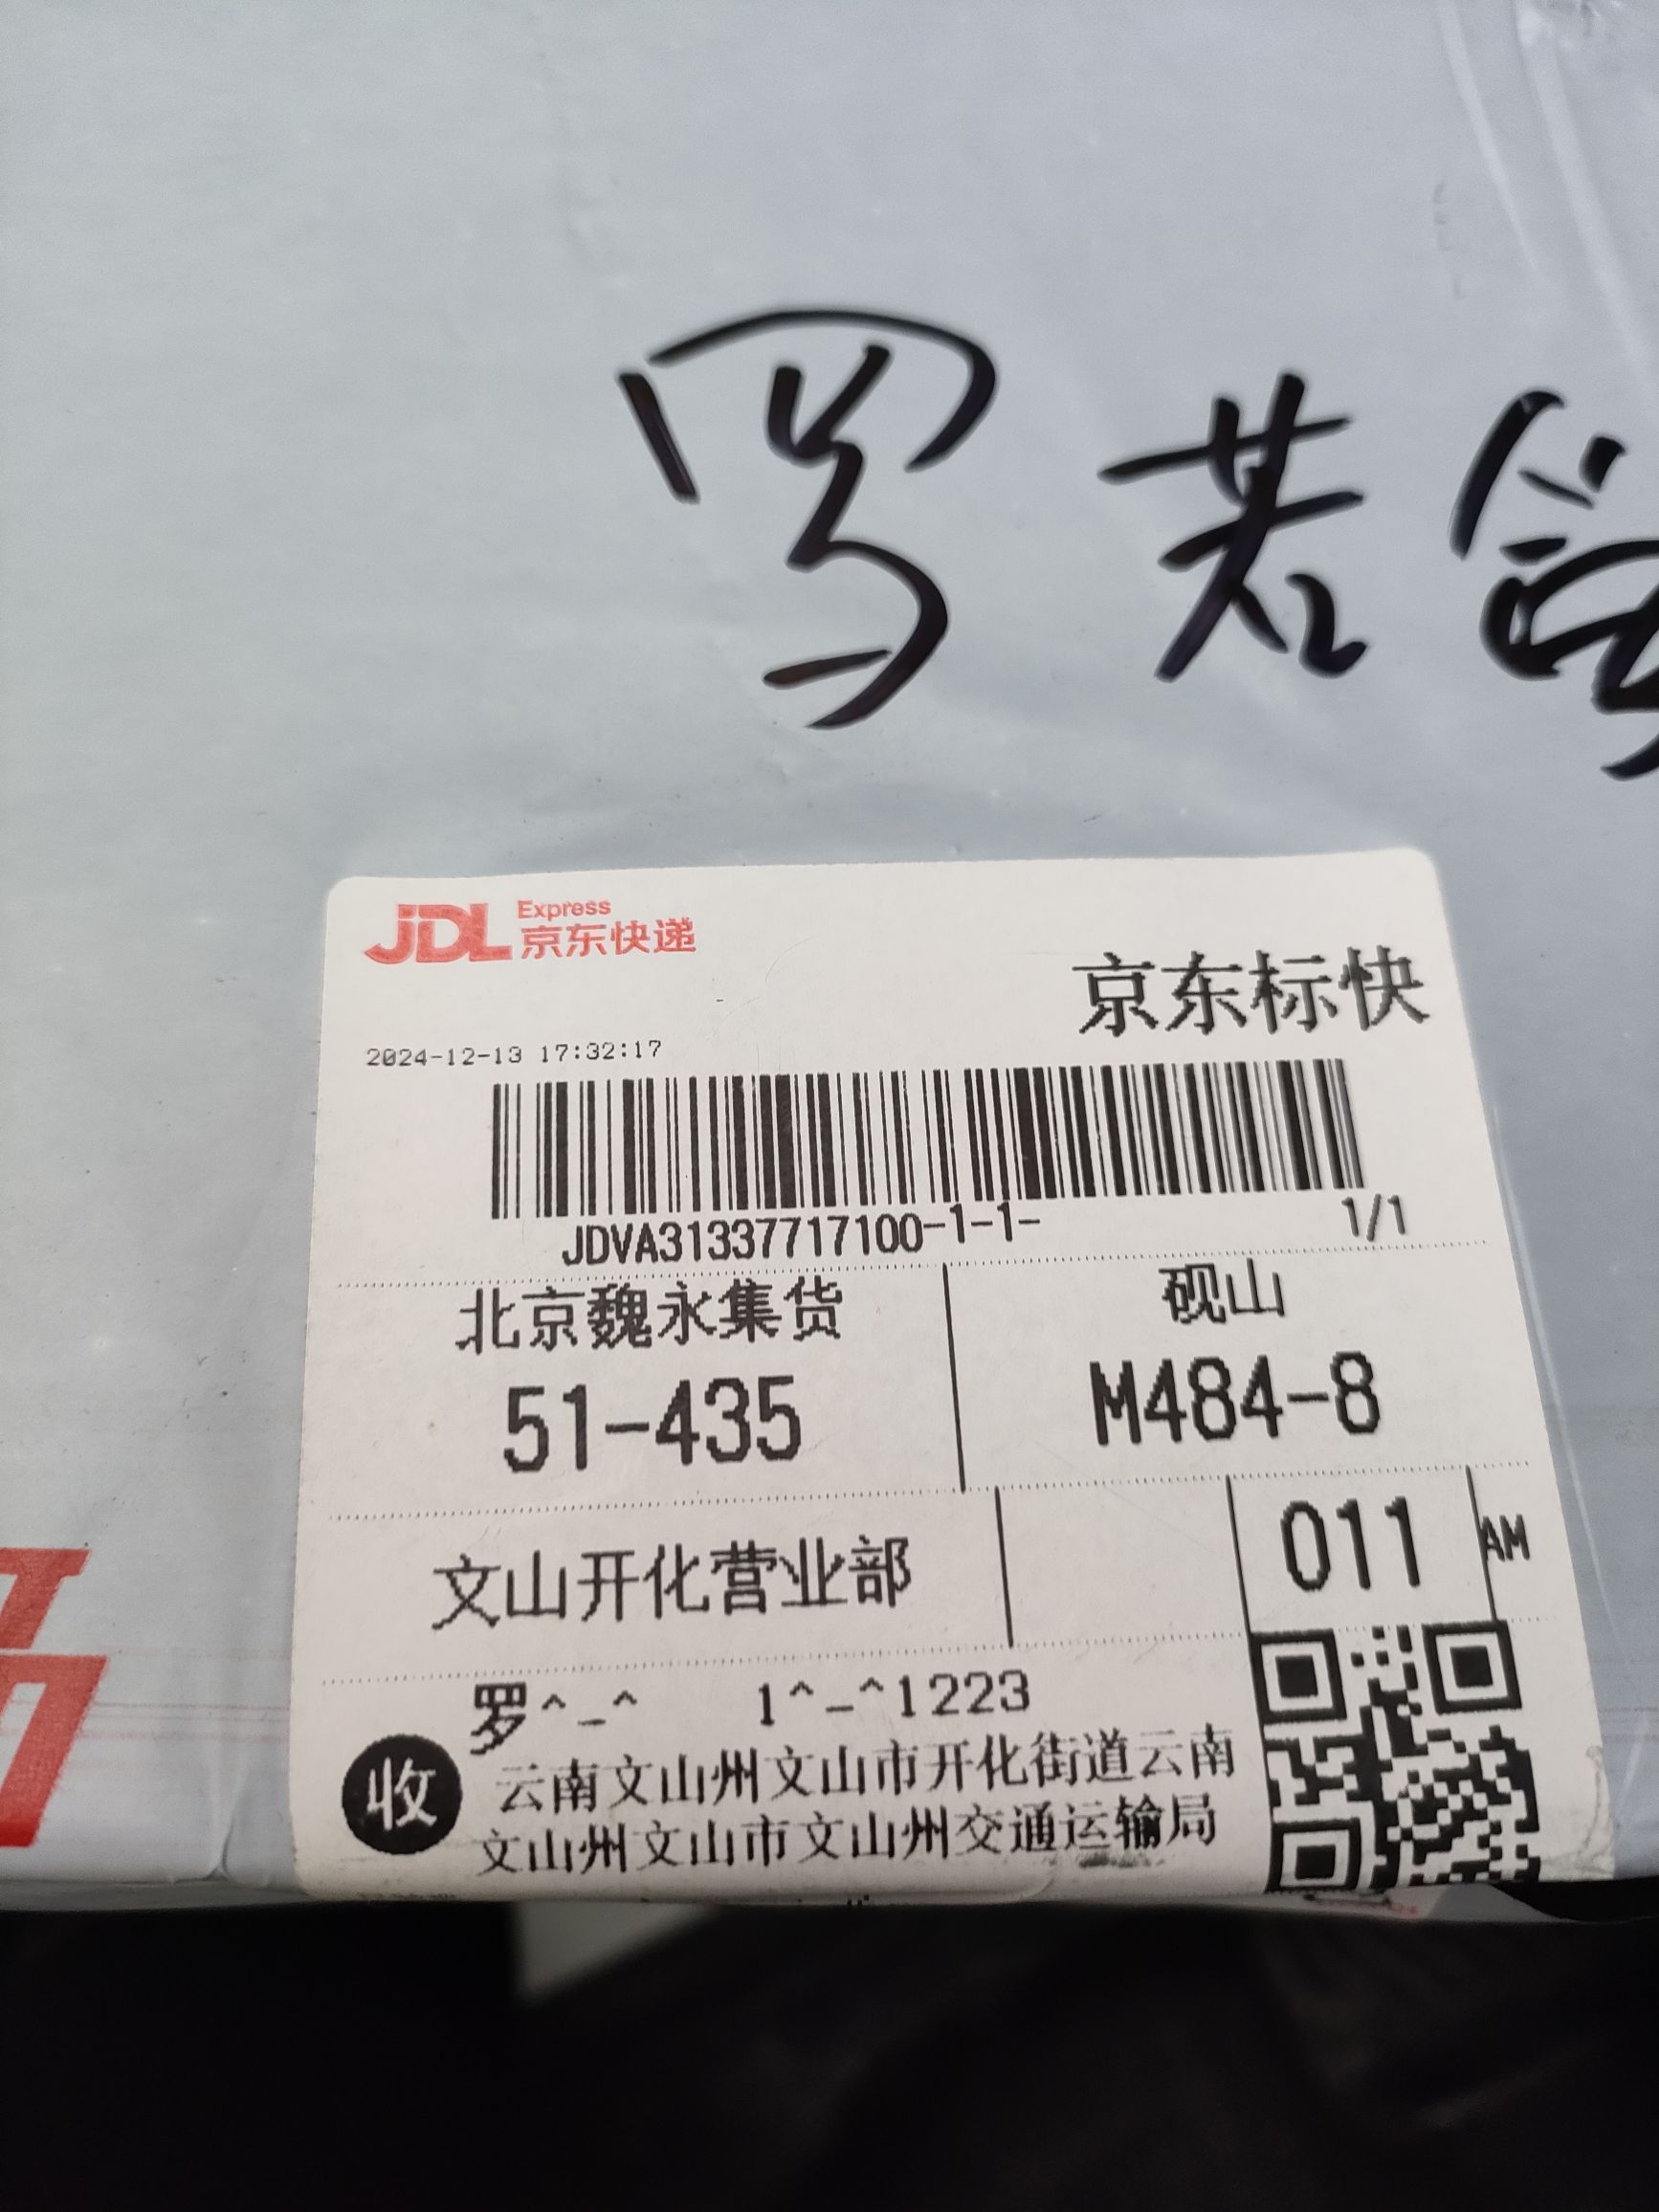 罗若
JDL Express
京东快递
京东标快
2024-12-13 17:32:17
JDVA31337717100-1-1- 1/1
北京魏永集货 砚山
51-435 M484-8
文山开化营业部 011 AM
罗^_^ 1^_^1223
收 云南文山州文山市开化街道云南
文山州文山市文山州交通运输局